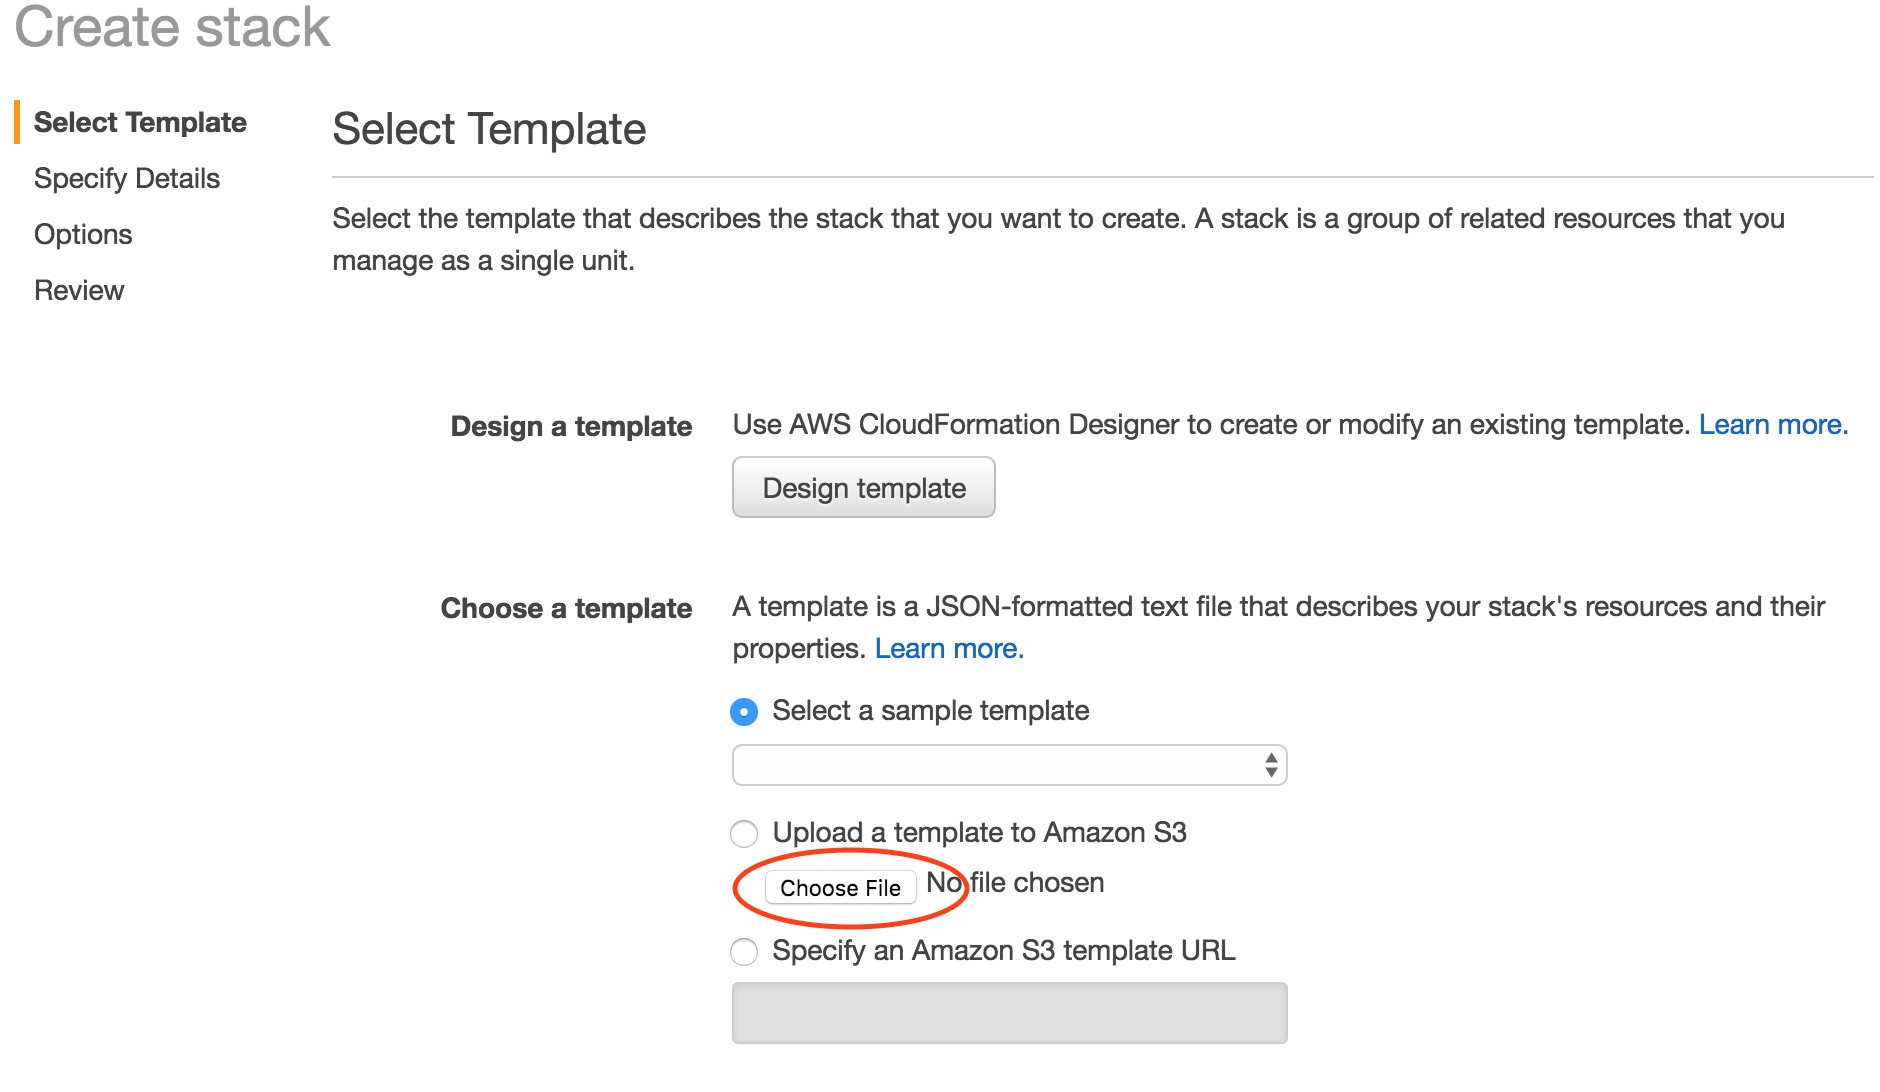 Create stack
Select Template
Specify Details
Options
Review
Select Template
Select the template that describes the stack that you want to create. A stack is a group of related resources that you
manage as a single unit.
Design a template
Use AWS CloudFormation Designer to create or modify an existing template. Learn more.
Design template
Choose a template
A template is a JSON-formatted text file that describes your stack's resources and their
properties. Learn more.
Select a sample template
Upload a template to Amazon S3
Choose File No file chosen
Specify an Amazon S3 template URL